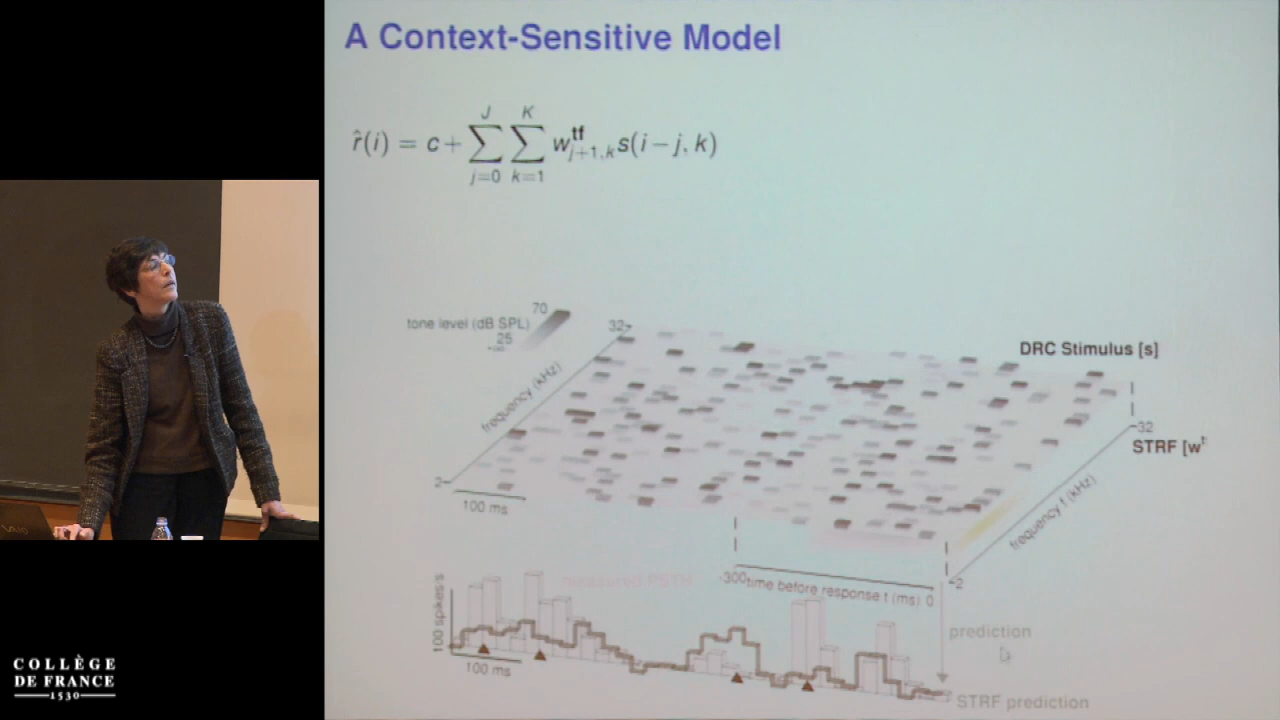 A Context-Sensitive Model
r̂(i) = c + ∑_{j=0}^{J} ∑_{k=1}^{K} w^{tf}_{j+1,k} s(i−j, k)
70
tone level (dB SPL)
25
-∞
32
DRC Stimulus [s]
frequency (kHz)
32
STRF [w^t
2
100 ms
frequency f (kHz)
measured PSTH
-300
time before response t (ms)
0
2
100 spikes/s
prediction
100 ms
STRF prediction
COLLÈGE
DE FRANCE
1530